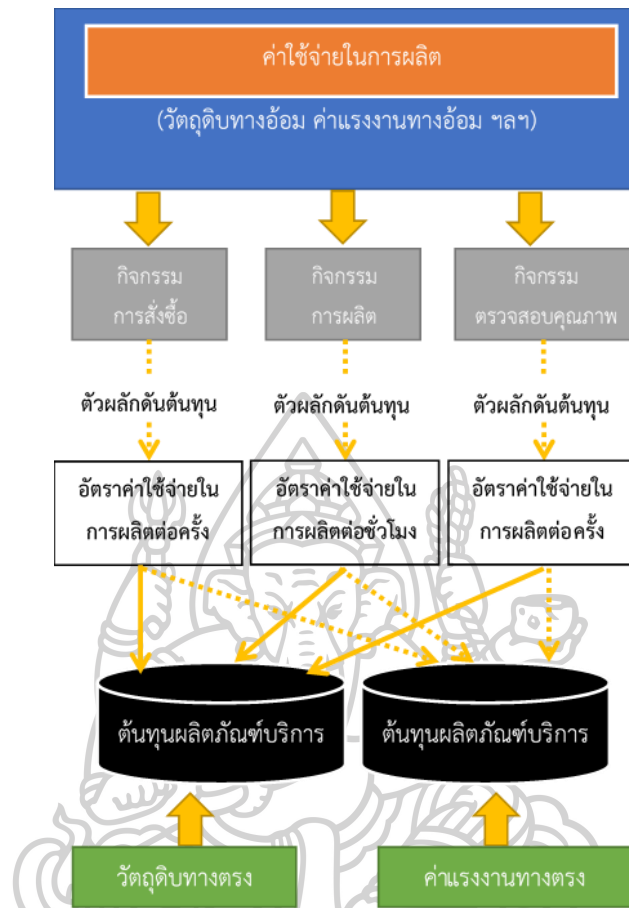 ค่าใช้จ่ายในการผลิต
(วัตถุดิบทางอ้อม ค่าแรงงานทางอ้อม ฯลฯ)
กิจกรรม
การสั่งซื้อ
กิจกรรม
การผลิต
กิจกรรม
ตรวจสอบคุณภาพ
ตัวผลักดันต้นทุน
ตัวผลักดันต้นทุน
ตัวผลักดันต้นทุน
อัตราค่าใช้จ่ายใน
การผลิตต่อครั้ง
อัตราค่าใช้จ่ายใน
การผลิตต่อชั่วโมง
อัตราค่าใช้จ่ายใน
การผลิตต่อครั้ง
ต้นทุนผลิตภัณฑ์บริการ
ต้นทุนผลิตภัณฑ์บริการ
วัตถุดิบทางตรง
ค่าแรงงานทางตรง